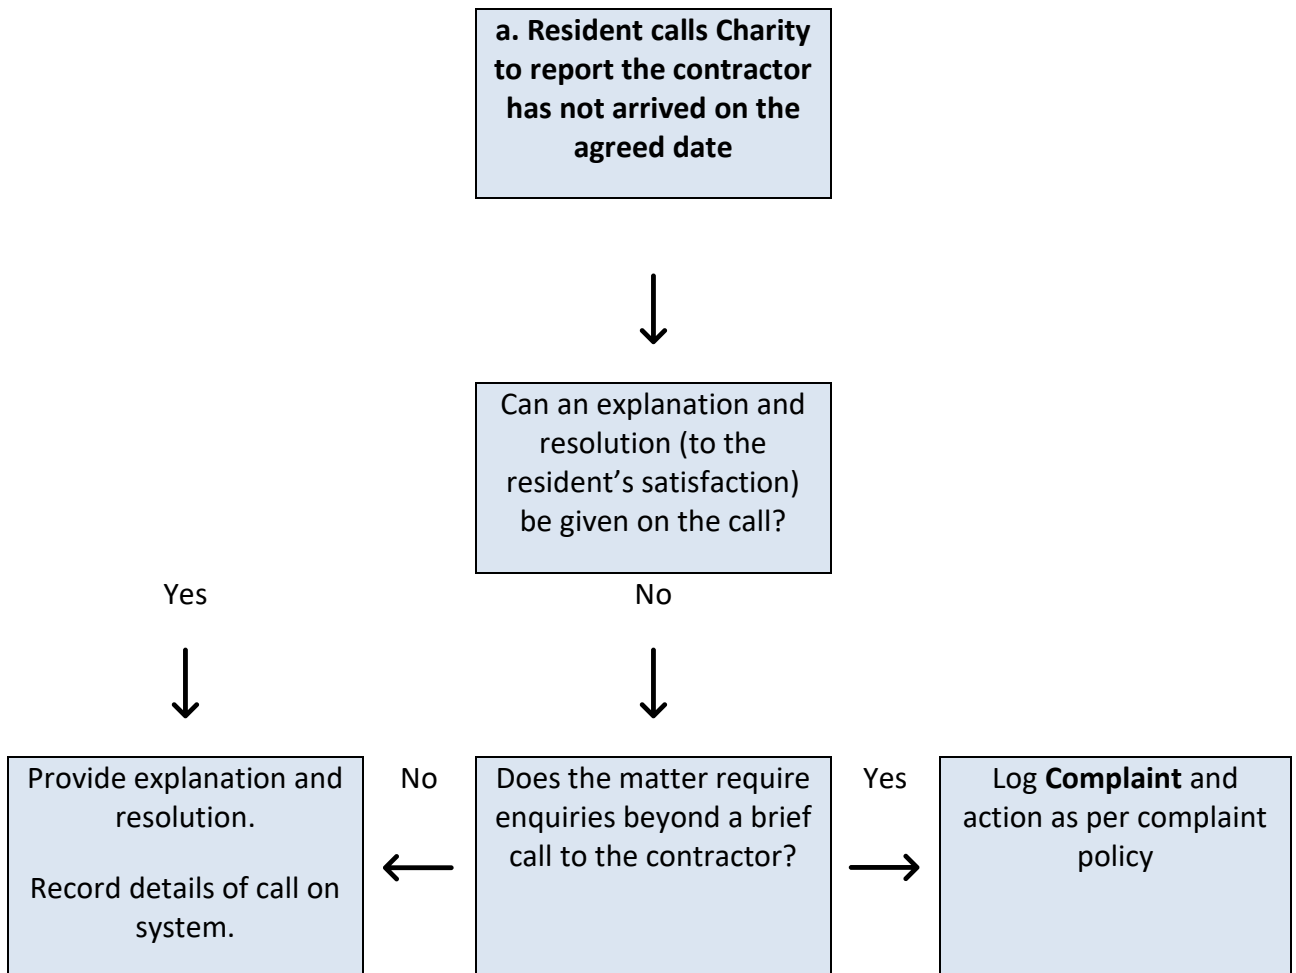 a. Resident calls Charity
to report the contractor
has not arrived on the
agreed date
Can an explanation and
resolution (to the
resident’s satisfaction)
be given on the call?
Yes
No
Provide explanation and
resolution.
Record details of call on
system.
No
Does the matter require
enquiries beyond a brief
call to the contractor?
Yes
Log Complaint and
action as per complaint
policy